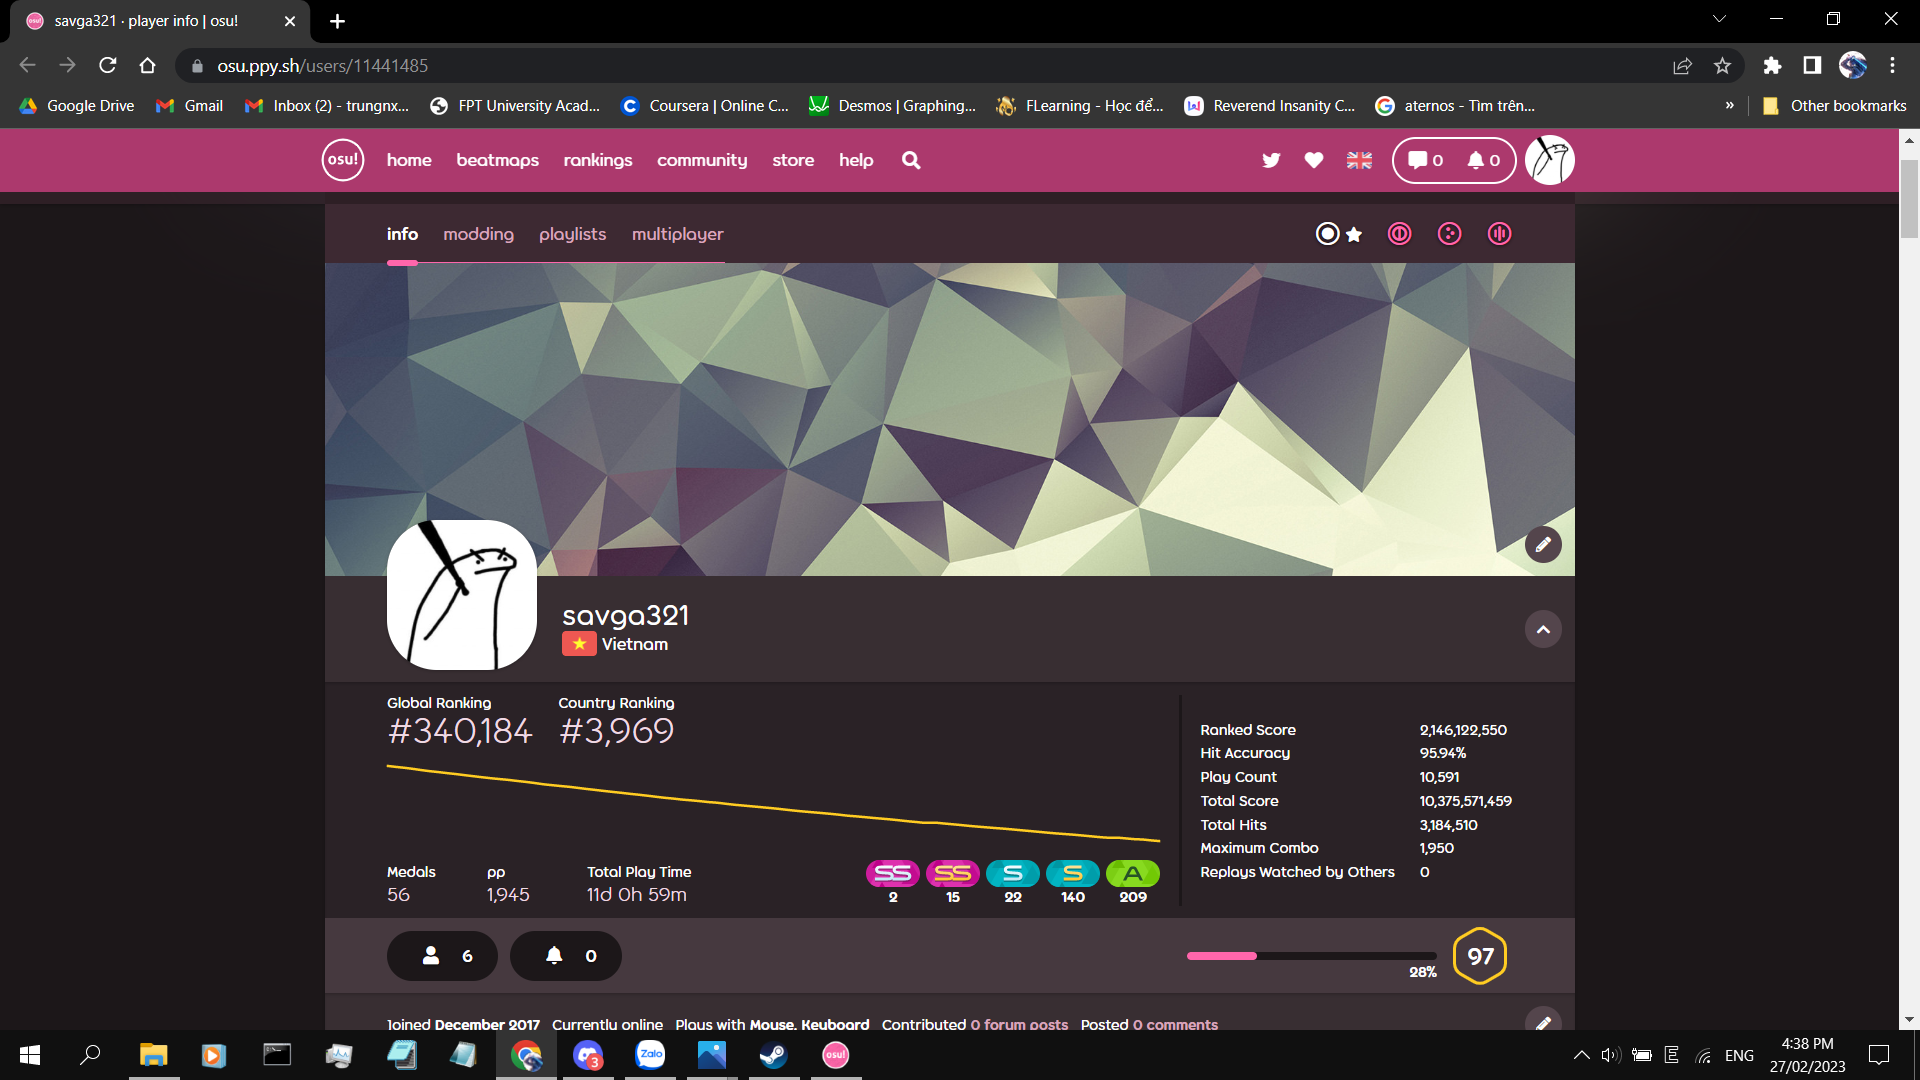 savga321 · player info | osu!
osu.ppy.sh/users/11441485
Google Drive
Gmail
Inbox (2) - trungnx...
FPT University Acad...
Coursera | Online C...
Desmos | Graphing...
FLearning - Học để...
Reverend Insanity C...
aternos - Tìm trên...
»
Other bookmarks
osu! home beatmaps rankings community store help
0 0
info modding playlists multiplayer
savga321
Vietnam
Global Ranking Country Ranking
#340,184 #3,969
Ranked Score 2,146,122,550
Hit Accuracy 95.94%
Play Count 10,591
Total Score 10,375,571,459
Total Hits 3,184,510
Maximum Combo 1,950
Replays Watched by Others 0
Medals pp Total Play Time
56 1,945 11d 0h 59m
SS SS S S A
2 15 22 140 209
6 0
28%
97
Joined December 2017 Currently online Plays with Mouse, Keyboard Contributed 0 forum posts Posted 0 comments
3
Zalo
osu!
ENG
4:38 PM
27/02/2023